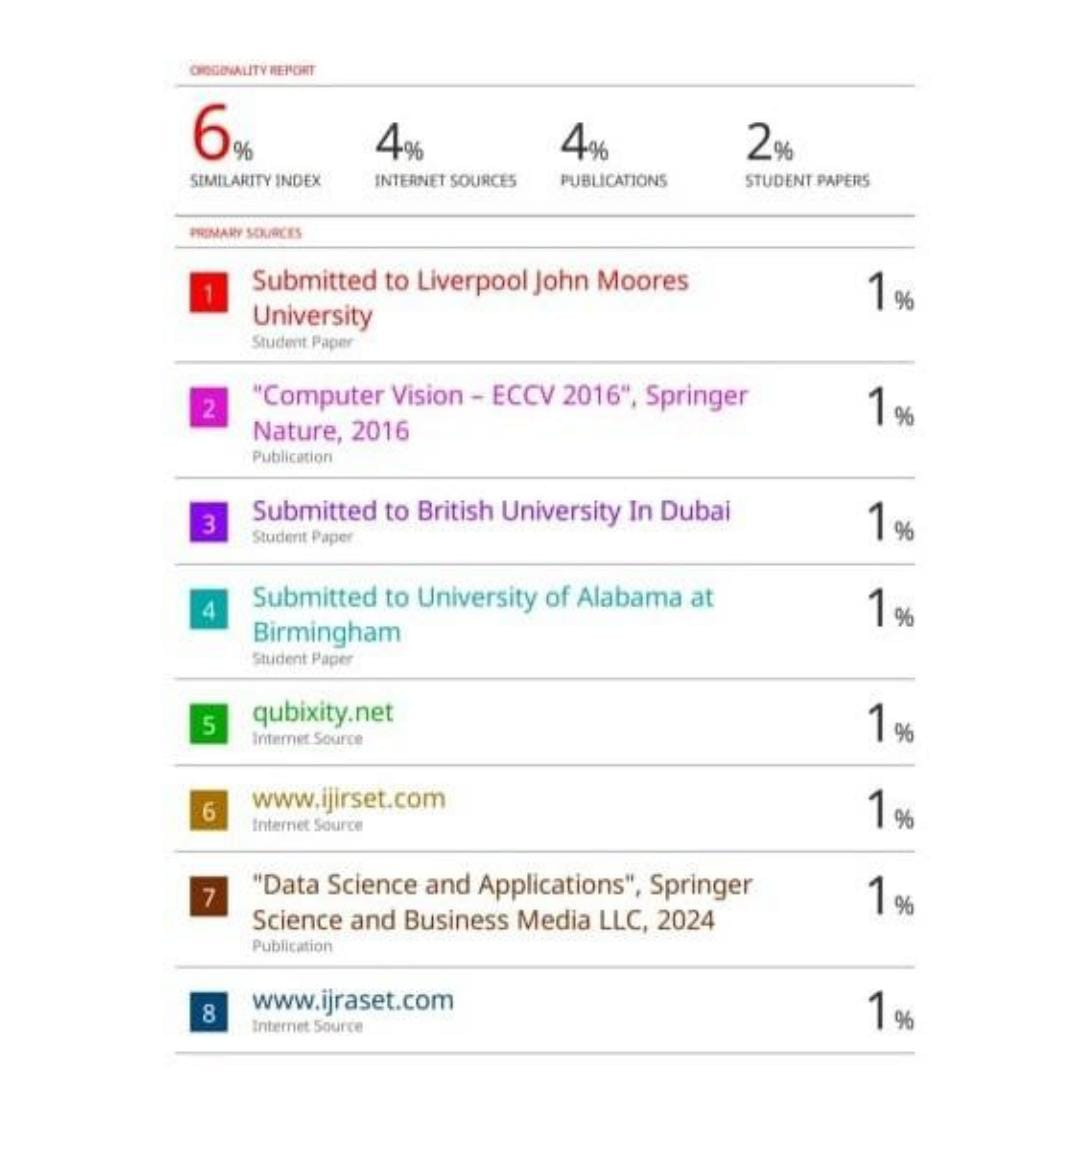 ORIGINALITY REPORT
6% 4% 4% 2%
SIMILARITY INDEX INTERNET SOURCES PUBLICATIONS STUDENT PAPERS
PRIMARY SOURCES
1 Submitted to Liverpool John Moores 1%
University
Student Paper
2 "Computer Vision – ECCV 2016", Springer 1%
Nature, 2016
Publication
3 Submitted to British University In Dubai 1%
Student Paper
4 Submitted to University of Alabama at 1%
Birmingham
Student Paper
5 qubixity.net 1%
Internet Source
6 www.ijirset.com 1%
Internet Source
7 "Data Science and Applications", Springer 1%
Science and Business Media LLC, 2024
Publication
8 www.ijraset.com 1%
Internet Source